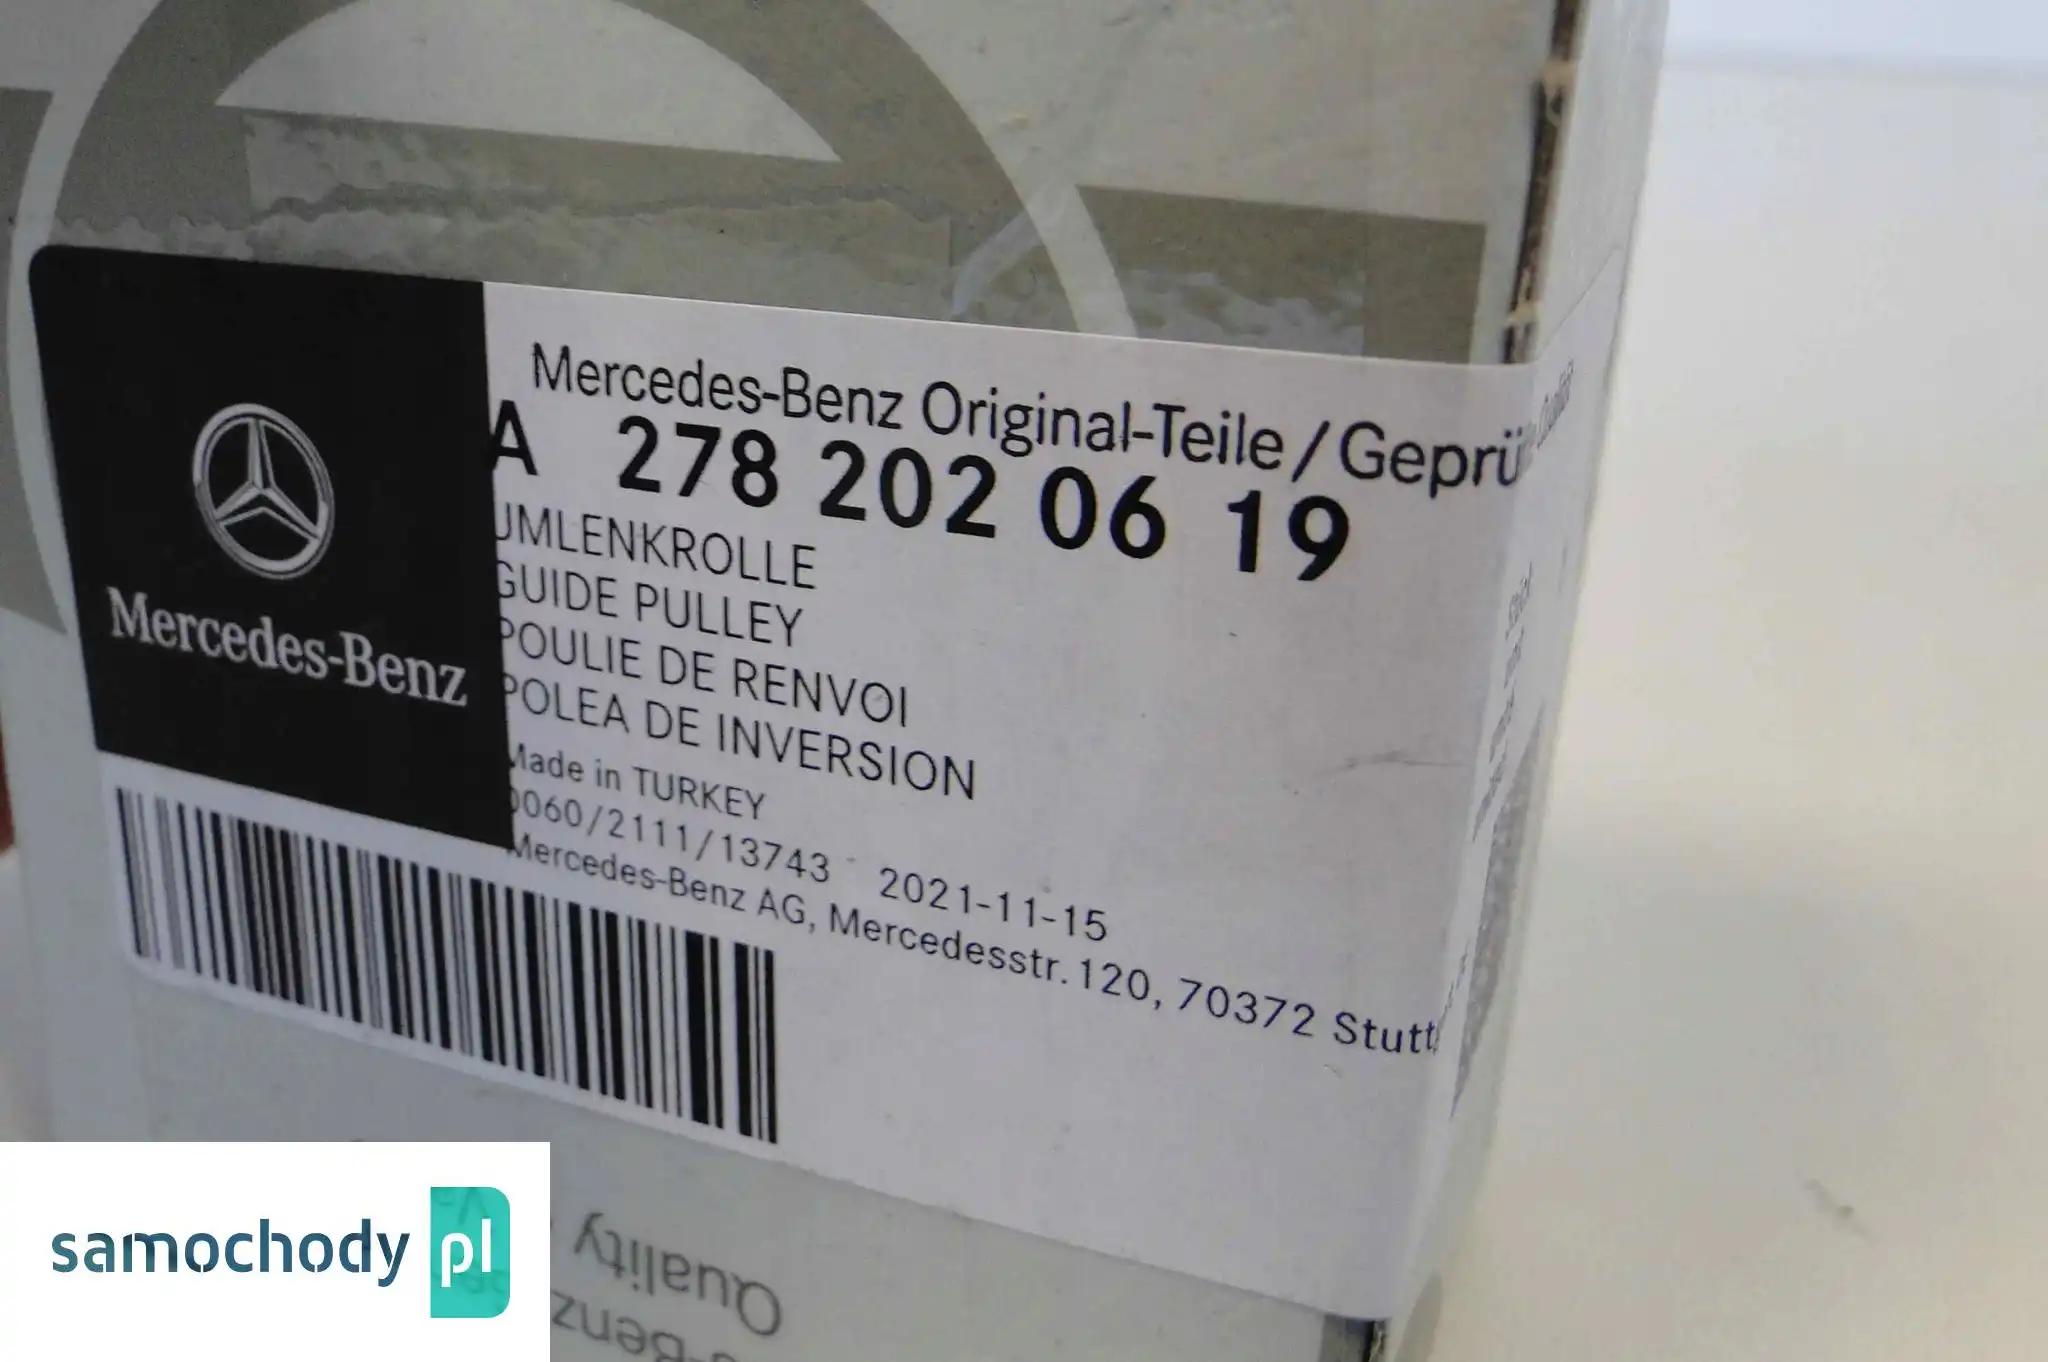 Mercedes-Benz
Mercedes-Benz Original-Teile/Geprü
A 278 202 06 19
UMLENKROLLE
GUIDE PULLEY
POULIE DE RENVOI
POLEA DE INVERSION
Made in TURKEY
0060/2111/13743 2021-11-15
Mercedes-Benz AG, Mercedesstr. 120, 70372 Stutt
Quality
-Benz
samochody pl